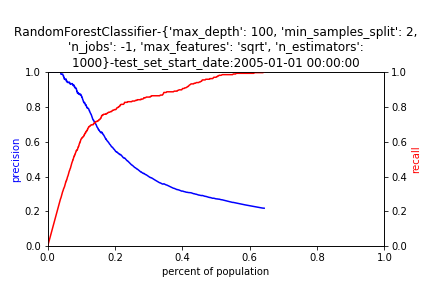 RandomForestClassifier-{'max_depth': 100, 'min_samples_split': 2,
'n_jobs': -1, 'max_features': 'sqrt', 'n_estimators':
1000}-test_set_start_date:2005-01-01 00:00:00
1.0 1.0
0.8 0.8
0.6 0.6
precision recall
0.4 0.4
0.2 0.2
0.0 0.0
0.0 0.2 0.4 0.6 0.8 1.0
percent of population